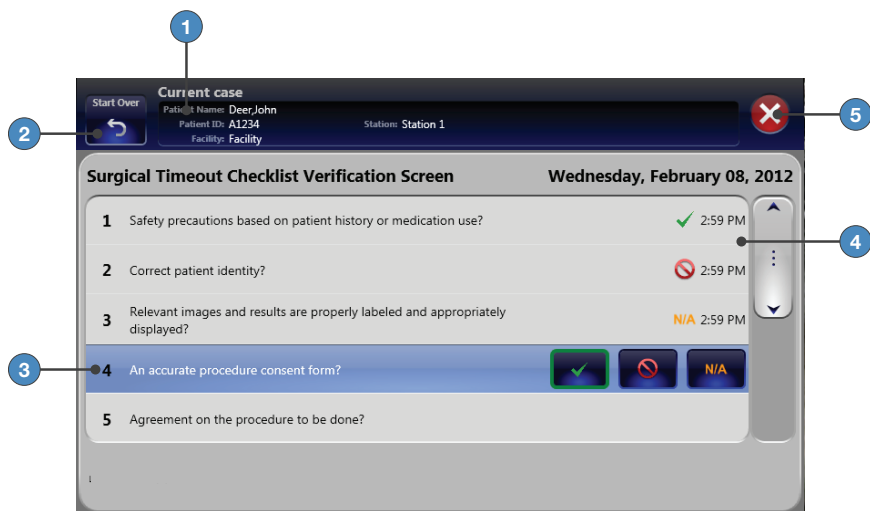 1
Start Over
Current case
Patient Name: Deer,John
Patient ID: A1234
Station: Station 1
Facility: Facility
2
5
Surgical Timeout Checklist Verification Screen
Wednesday, February 08, 2012
1 Safety precautions based on patient history or medication use? 2:59 PM
4
2 Correct patient identity? 2:59 PM
3 Relevant images and results are properly labeled and appropriately
displayed?
N/A 2:59 PM
3
4 An accurate procedure consent form? N/A
5 Agreement on the procedure to be done?